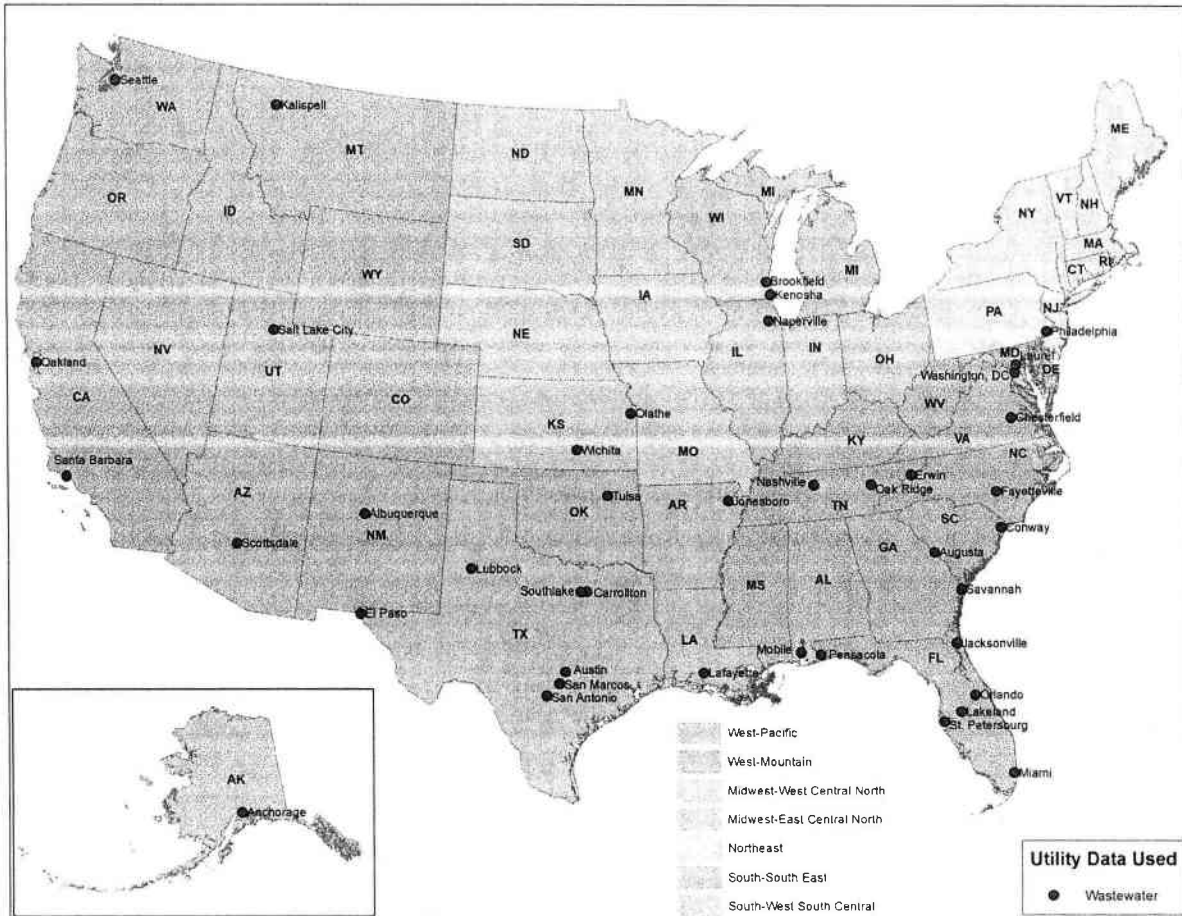 Seattle
WA
Kalispell
MT
ND
MN
ME
OR
ID
SD
WI
MI
NY
VT
NH
MA
CT
RI
WY
MI
Brookfield
Kenosha
IA
Naperville
PA
NJ
Philadelphia
NE
Salt Lake City
NV
UT
IL
IN
OH
MD
Laurel
Washington, DC
DE
Oakland
CA
CO
KS
Olathe
MO
WV
Chesterfield
VA
KY
Wichita
NC
Santa Barbara
AZ
Albuquerque
NM
Scottsdale
OK
Tulsa
AR
Jonesboro
Nashville
TN
Oak Ridge
Erwin
Fayetteville
SC
Conway
GA
Augusta
Lubbock
Southlake
Carrollton
MS
AL
Savannah
El Paso
TX
LA
Mobile
Pensacola
FL
Jacksonville
Austin
San Marcos
San Antonio
Lafayette
Orlando
Lakeland
St. Petersburg
Miami
AK
Anchorage
West-Pacific
West-Mountain
Midwest-West Central North
Midwest-East Central North
Northeast
South-South East
South-West South Central
Utility Data Used
Wastewater